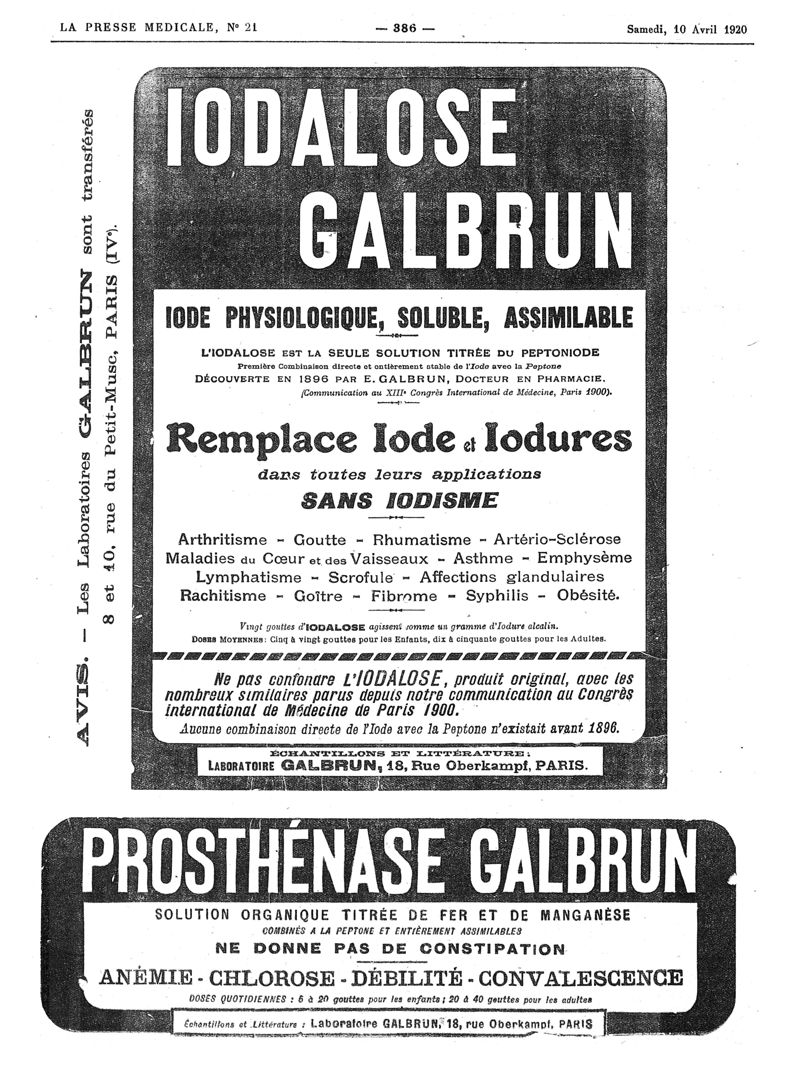 LA PRESSE MEDICALE, N° 21
— 386 —
Samedi, 10 Avril 1920
AVIS. — Les Laboratoires GALBRUN sont transférés
8 et 10, rue du Petit-Musc, PARIS (IVe).
IODALOSE
GALBRUN
IODE PHYSIOLOGIQUE, SOLUBLE, ASSIMILABLE
L'IODALOSE EST LA SEULE SOLUTION TITRÉE DU PEPTONIODE
Première Combinaison directe et entièrement stable de l'Iode avec la Peptone
DÉCOUVERTE EN 1896 PAR E. GALBRUN, DOCTEUR EN PHARMACIE.
(Communication au XIIIe Congrès International de Médecine, Paris 1900).
Remplace Iode et Iodures
dans toutes leurs applications
SANS IODISME
Arthritisme - Goutte - Rhumatisme - Artério-Sclérose
Maladies du Cœur et des Vaisseaux - Asthme - Emphysème
Lymphatisme - Scrofule - Affections glandulaires
Rachitisme - Goître - Fibrome - Syphilis - Obésité.
Vingt gouttes d'IODALOSE agissent comme un gramme d'Iodure alcalin.
DOSES MOYENNES: Cinq à vingt gouttes pour les Enfants, dix à cinquante gouttes pour les Adultes.
Ne pas confondre L'IODALOSE, produit original, avec les
nombreux similaires parus depuis notre communication au Congrès
international de Médecine de Paris 1900.
Aucune combinaison directe de l'Iode avec la Peptone n'existait avant 1896.
ÉCHANTILLONS ET LITTÉRATURE:
LABORATOIRE GALBRUN, 18, Rue Oberkampf, PARIS.
PROSTHÉNASE GALBRUN
SOLUTION ORGANIQUE TITRÉE DE FER ET DE MANGANÈSE
COMBINÉS A LA PEPTONE ET ENTIÈREMENT ASSIMILABLES
NE DONNE PAS DE CONSTIPATION
ANÉMIE - CHLOROSE - DÉBILITÉ - CONVALESCENCE
DOSES QUOTIDIENNES : 5 à 20 gouttes pour les enfants ; 20 à 40 gouttes pour les adultes
Échantillons et Littérature : Laboratoire GALBRUN, 18, rue Oberkampf, PARIS